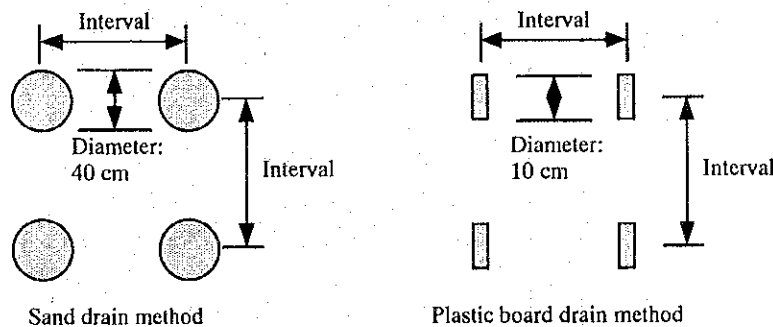 Interval
Diameter:
40 cm
Interval
Sand drain method
Interval
Diameter:
10 cm
Interval
Plastic board drain method